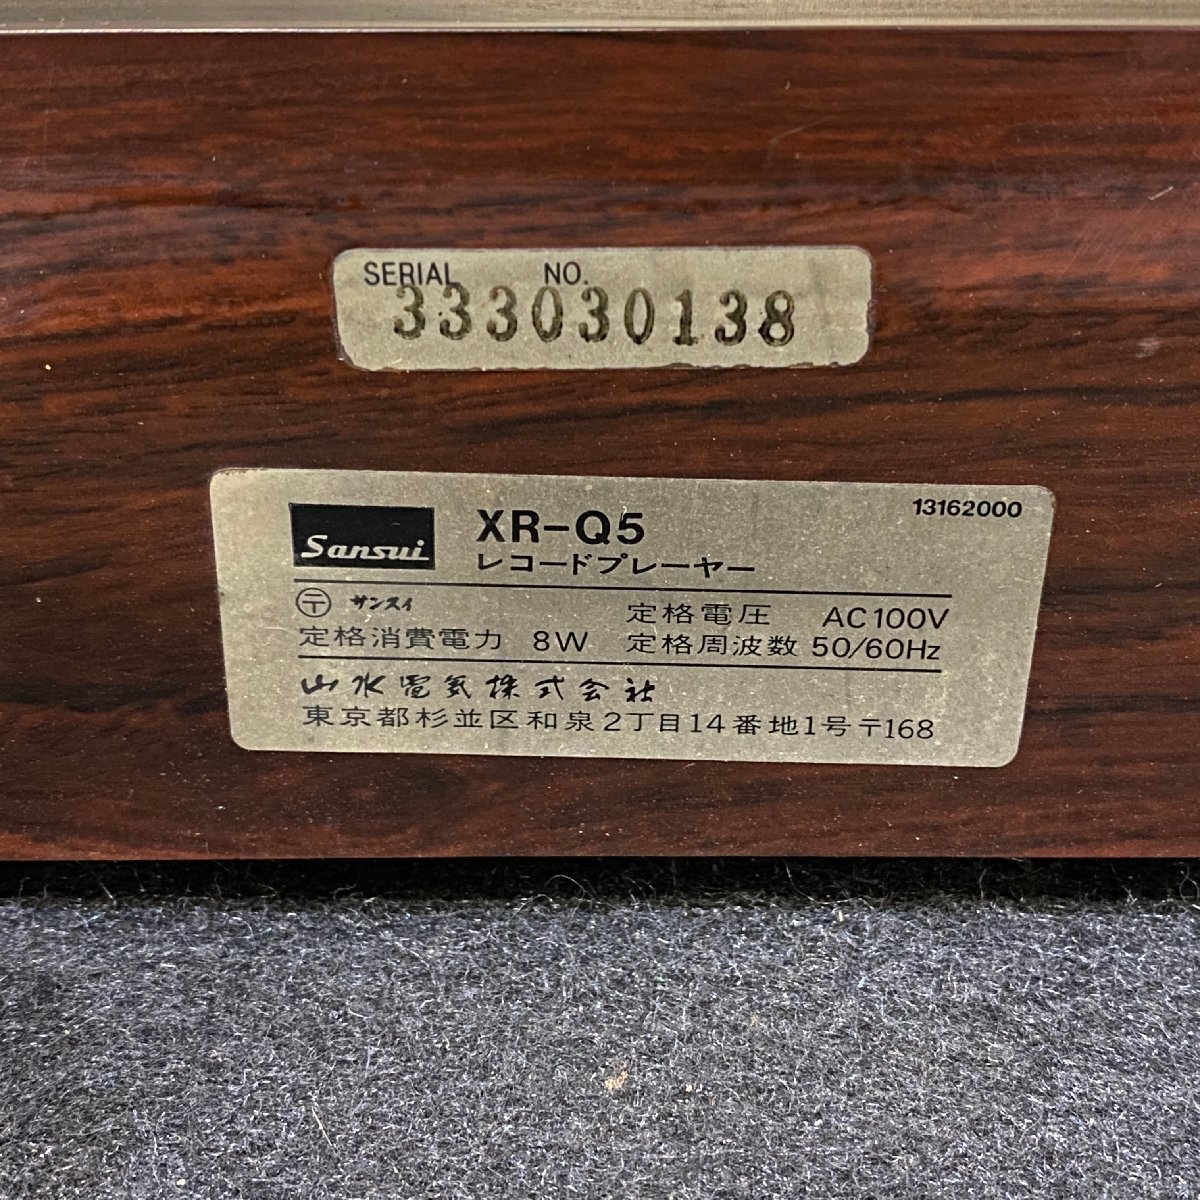 SERIAL NO.
333030138
Sansui XR-Q5 13162000
レコードプレーヤー
〒 サンスイ 定格電圧 AC100V
定格消費電力 8W 定格周波数 50/60Hz
山水電気株式会社
東京都杉並区和泉2丁目14番地1号〒168